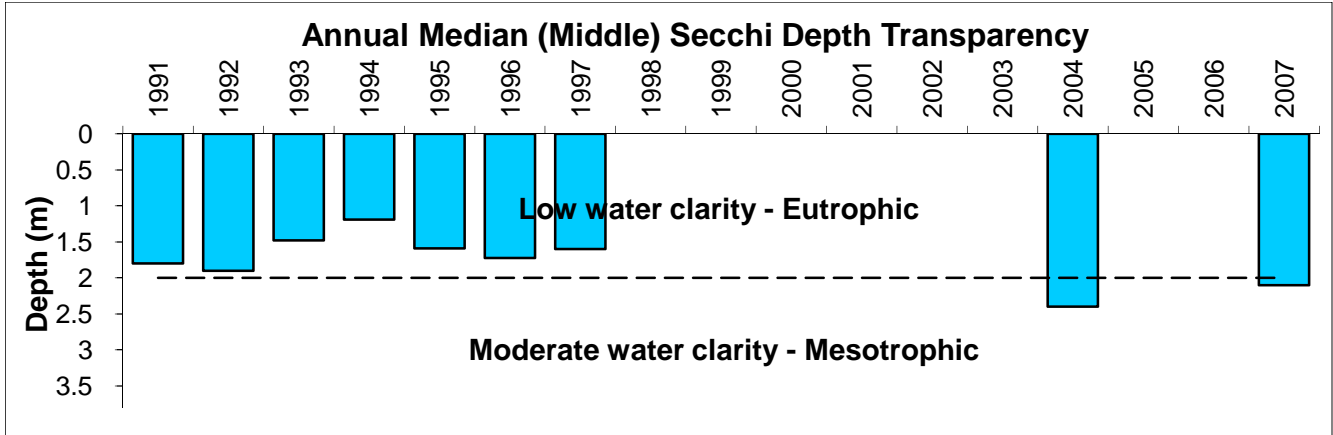 Annual Median (Middle) Secchi Depth Transparency
1991 1992 1993 1994 1995 1996 1997 1998 1999 2000 2001 2002 2003 2004 2005 2006 2007
Depth (m)
0
0.5
1
1.5
2
2.5
3
3.5
Low water clarity - Eutrophic
Moderate water clarity - Mesotrophic